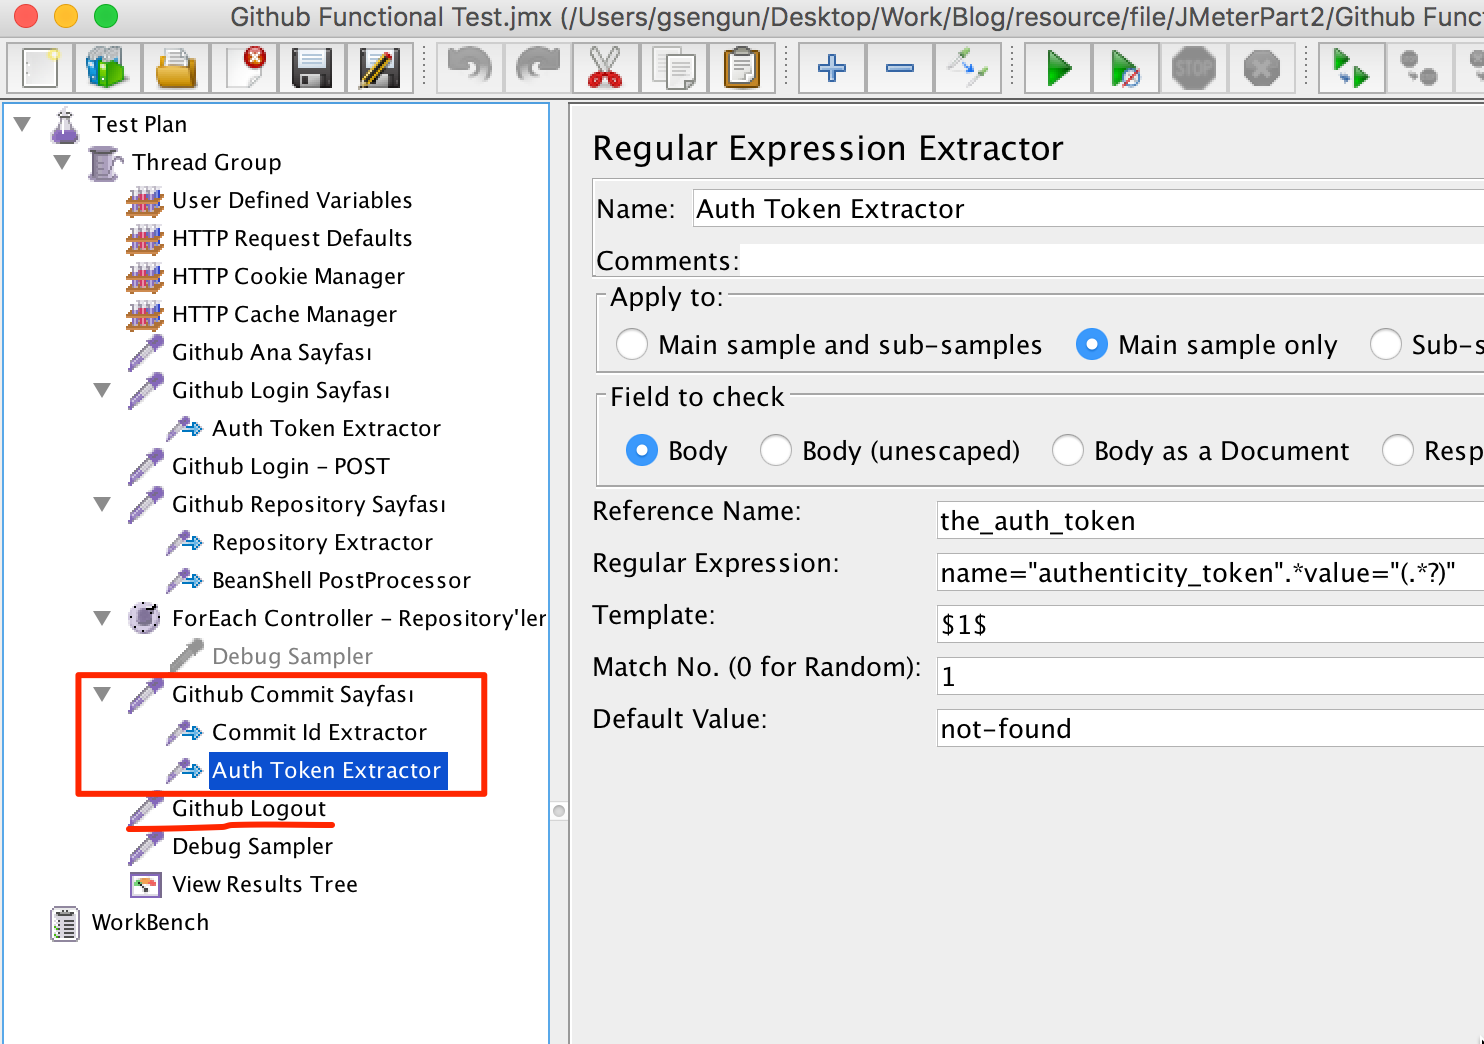 Github Functional Test.jmx (/Users/gsengun/Desktop/Work/Blog/resource/file/JMeterPart2/Github Func
STOP
Test Plan
Thread Group
User Defined Variables
HTTP Request Defaults
HTTP Cookie Manager
HTTP Cache Manager
Github Ana Sayfası
Github Login Sayfası
Auth Token Extractor
Github Login - POST
Github Repository Sayfası
Repository Extractor
BeanShell PostProcessor
ForEach Controller - Repository'ler
Debug Sampler
Github Commit Sayfası
Commit Id Extractor
Auth Token Extractor
Github Logout
Debug Sampler
View Results Tree
WorkBench
Regular Expression Extractor
Name: Auth Token Extractor
Comments:
Apply to:
Main sample and sub-samples Main sample only Sub-s
Field to check
Body Body (unescaped) Body as a Document Resp
Reference Name: the_auth_token
Regular Expression: name="authenticity_token".*value="(.*?)"
Template: $1$
Match No. (0 for Random): 1
Default Value: not-found